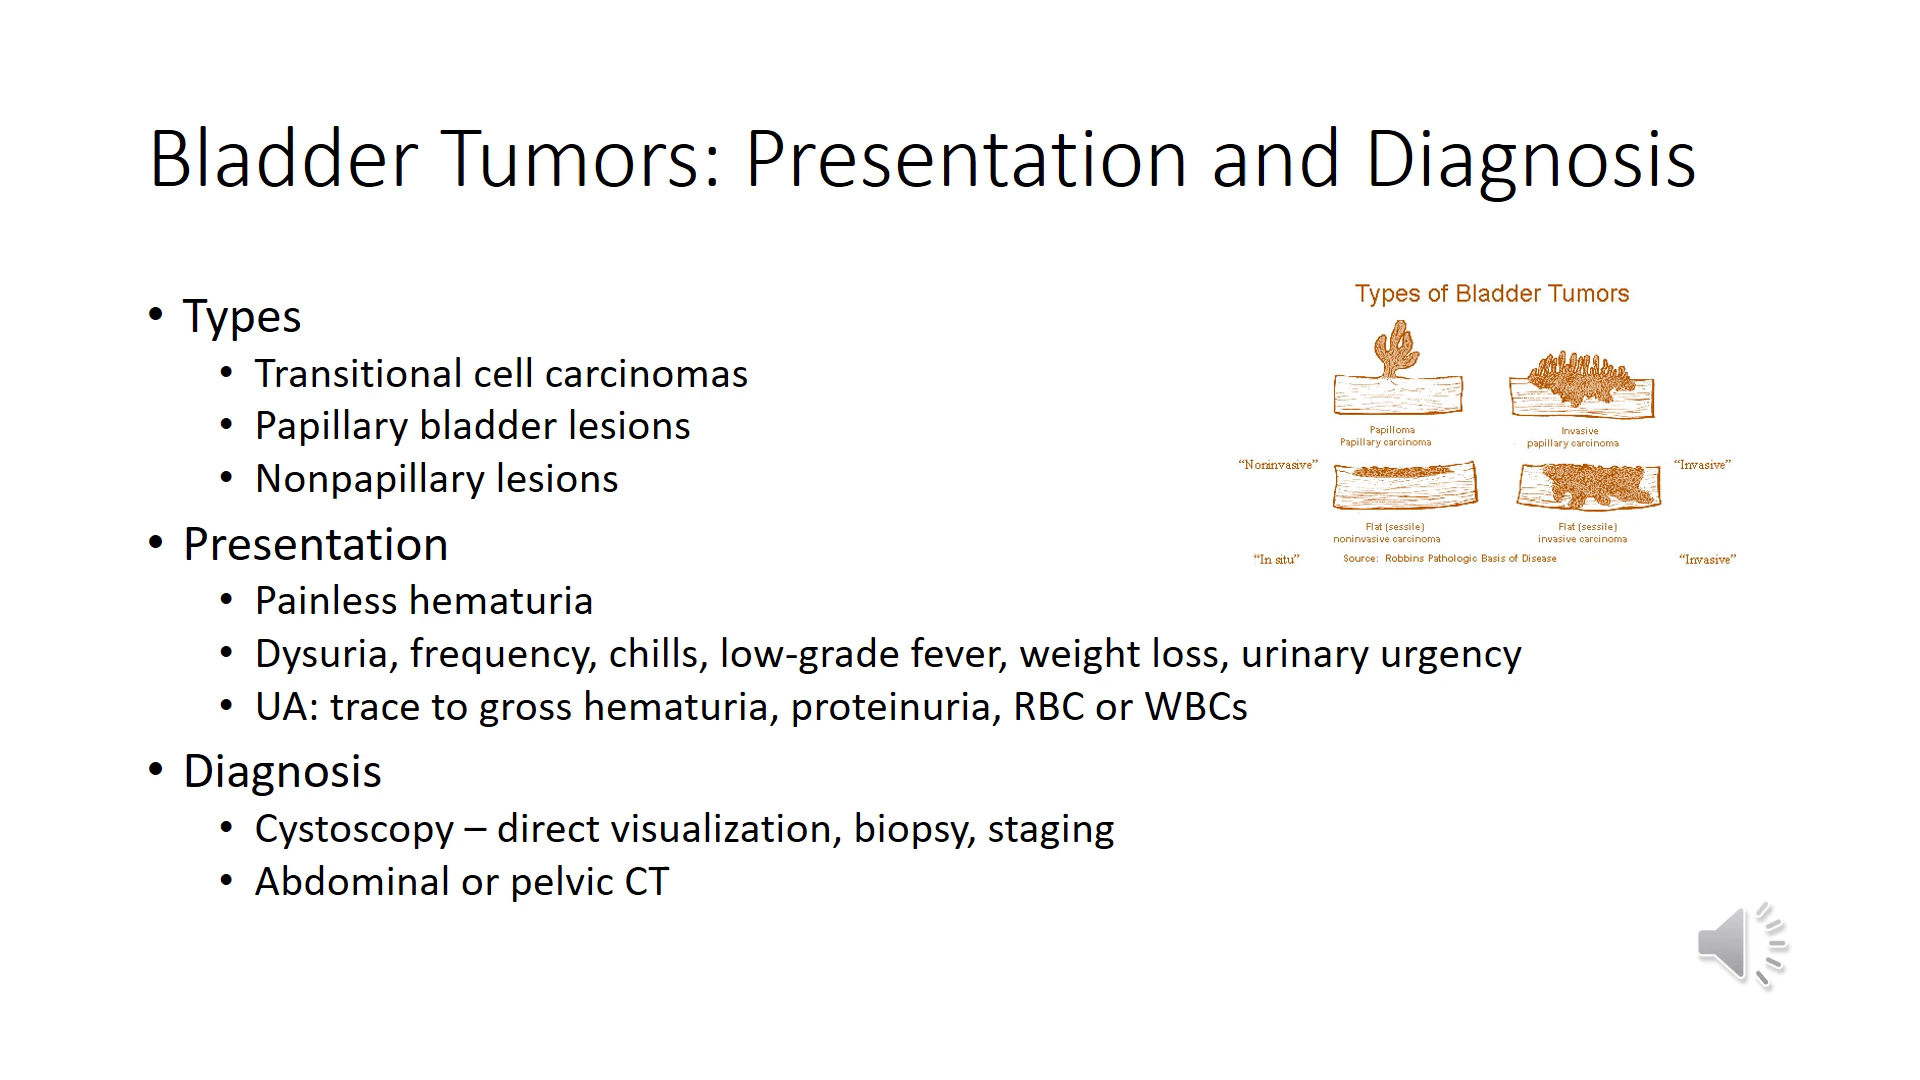 Bladder Tumors: Presentation and Diagnosis
• Types
• Transitional cell carcinomas
• Papillary bladder lesions
• Nonpapillary lesions
• Presentation
• Painless hematuria
• Dysuria, frequency, chills, low-grade fever, weight loss, urinary urgency
• UA: trace to gross hematuria, proteinuria, RBC or WBCs
• Diagnosis
• Cystoscopy – direct visualization, biopsy, staging
• Abdominal or pelvic CT
Types of Bladder Tumors
Papilloma
Papillary carcinoma
Invasive
papillary carcinoma
“Noninvasive”
“Invasive”
Flat (sessile)
noninvasive carcinoma
Flat (sessile)
invasive carcinoma
“In situ”
Source: Robbins Pathologic Basis of Disease
“Invasive”